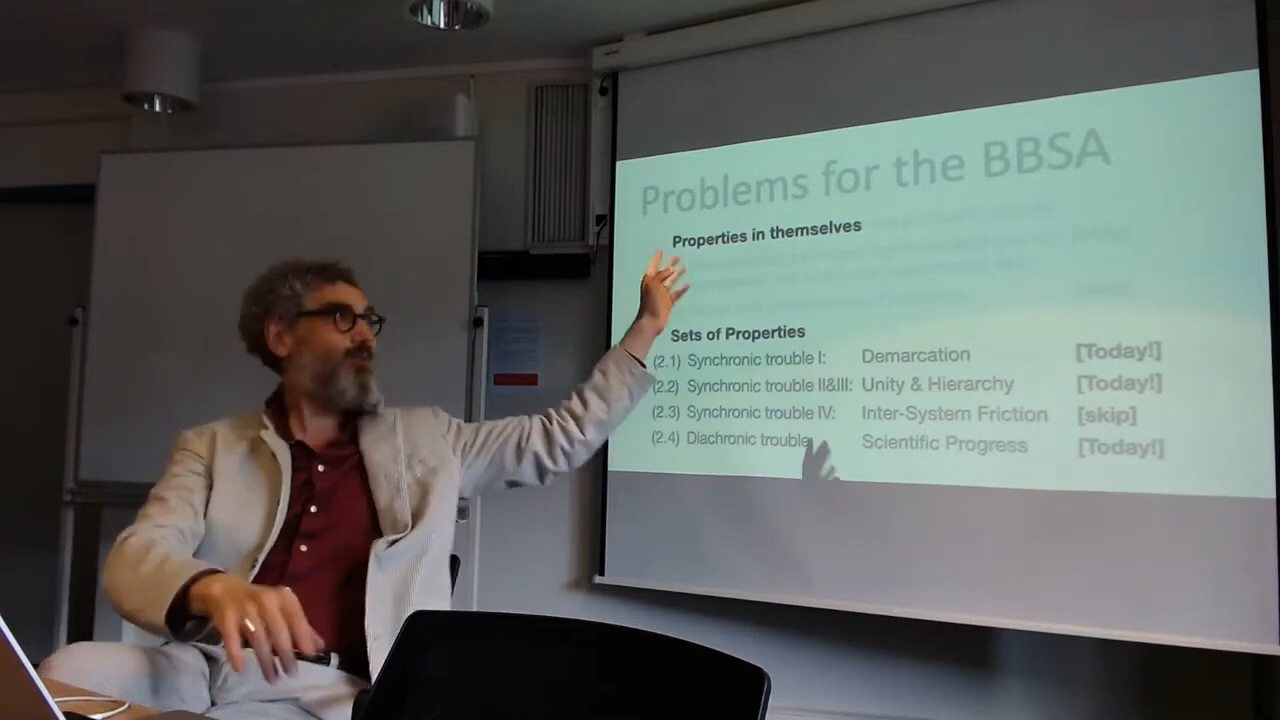 Problems for the BBSA
Properties in themselves
Sets of Properties
(2.1) Synchronic trouble I: Demarcation [Today!]
(2.2) Synchronic trouble II&III: Unity & Hierarchy [Today!]
(2.3) Synchronic trouble IV: Inter-System Friction [skip]
(2.4) Diachronic trouble Scientific Progress [Today!]